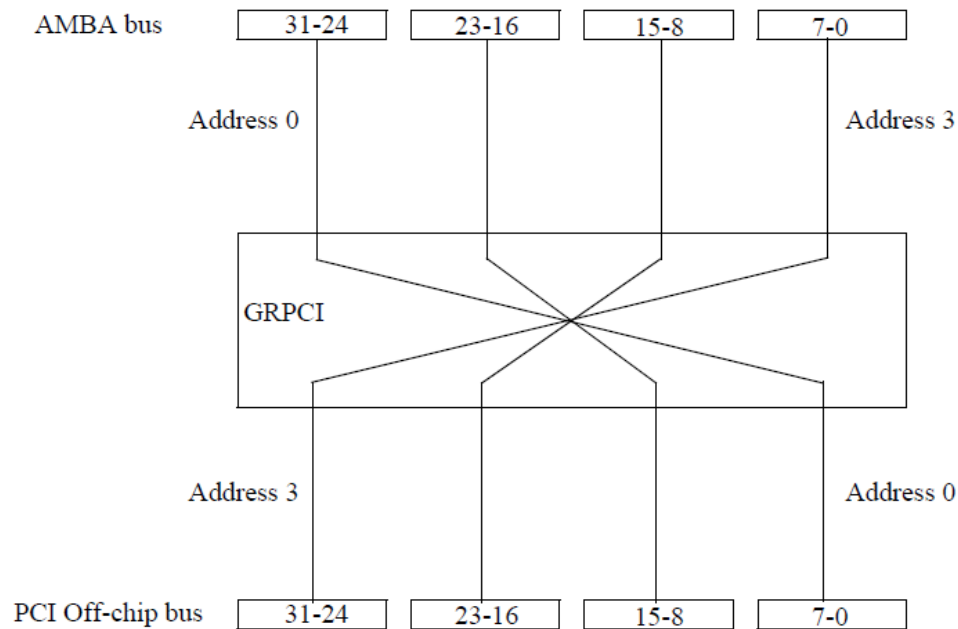 AMBA bus 31-24 23-16 15-8 7-0
Address 0 Address 3
GRPCI
Address 3 Address 0
PCI Off-chip bus 31-24 23-16 15-8 7-0